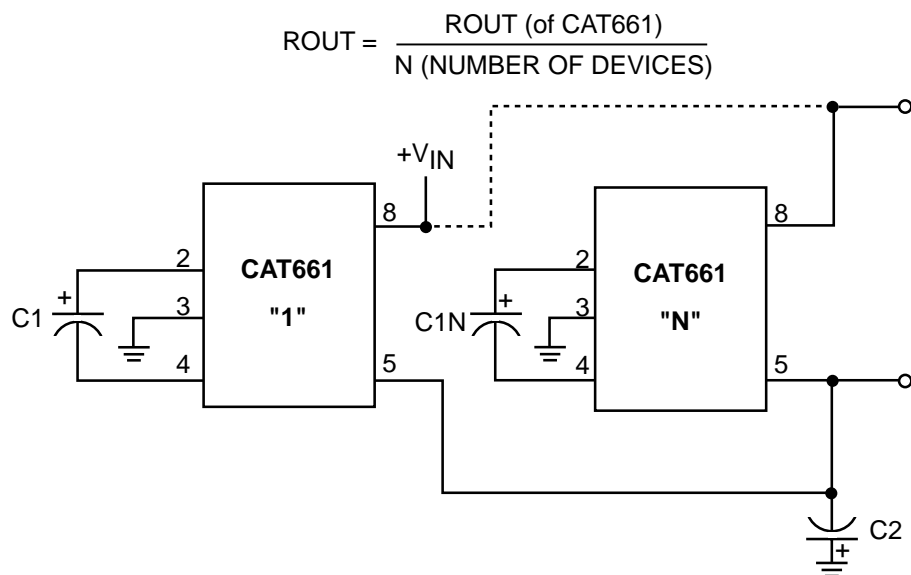 ROUT = ROUT (of CAT661)
N (NUMBER OF DEVICES)
+VIN
8
8
2
CAT661
2
CAT661
C1
+
3
"1"
C1N
+
3
"N"
4
5
4
5
C2
+